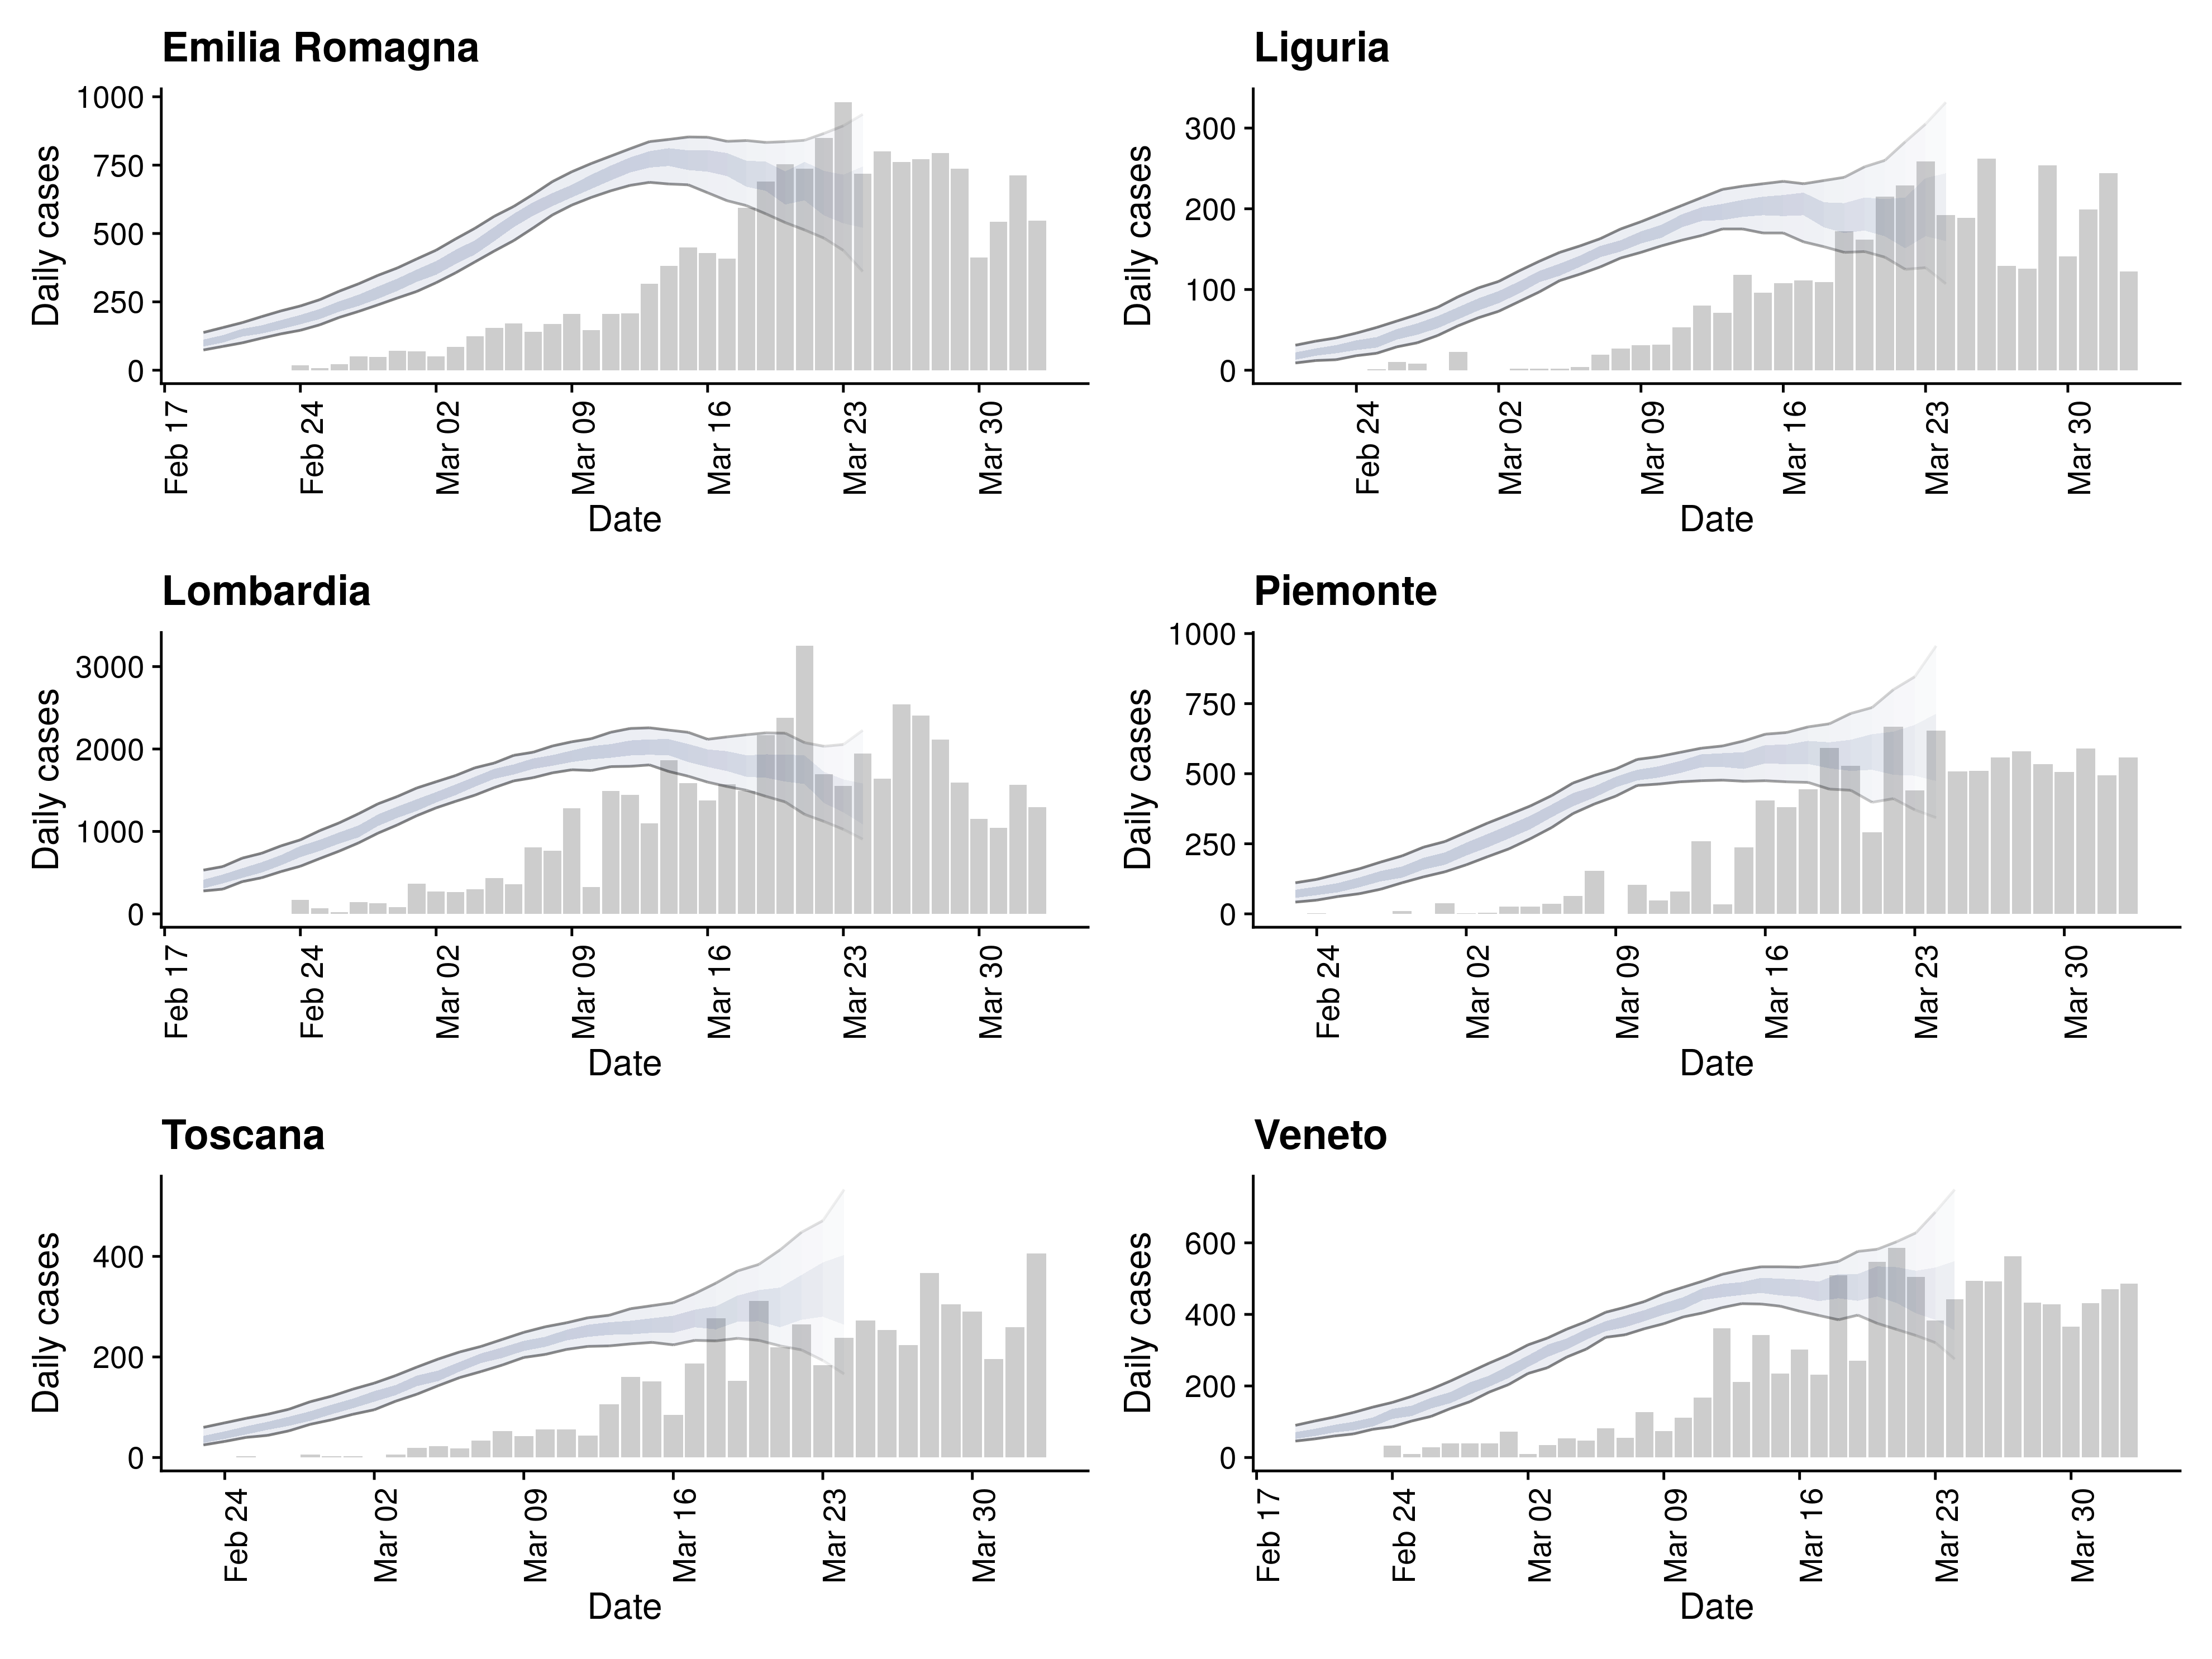 Emilia Romagna
Daily cases
1000
750
500
250
0
Feb 17
Feb 24
Mar 02
Mar 09
Mar 16
Mar 23
Mar 30
Date
Liguria
Daily cases
300
200
100
0
Feb 24
Mar 02
Mar 09
Mar 16
Mar 23
Mar 30
Date
Lombardia
Daily cases
3000
2000
1000
0
Feb 17
Feb 24
Mar 02
Mar 09
Mar 16
Mar 23
Mar 30
Date
Piemonte
Daily cases
1000
750
500
250
0
Feb 24
Mar 02
Mar 09
Mar 16
Mar 23
Mar 30
Date
Toscana
Daily cases
400
200
0
Feb 24
Mar 02
Mar 09
Mar 16
Mar 23
Mar 30
Date
Veneto
Daily cases
600
400
200
0
Feb 17
Feb 24
Mar 02
Mar 09
Mar 16
Mar 23
Mar 30
Date